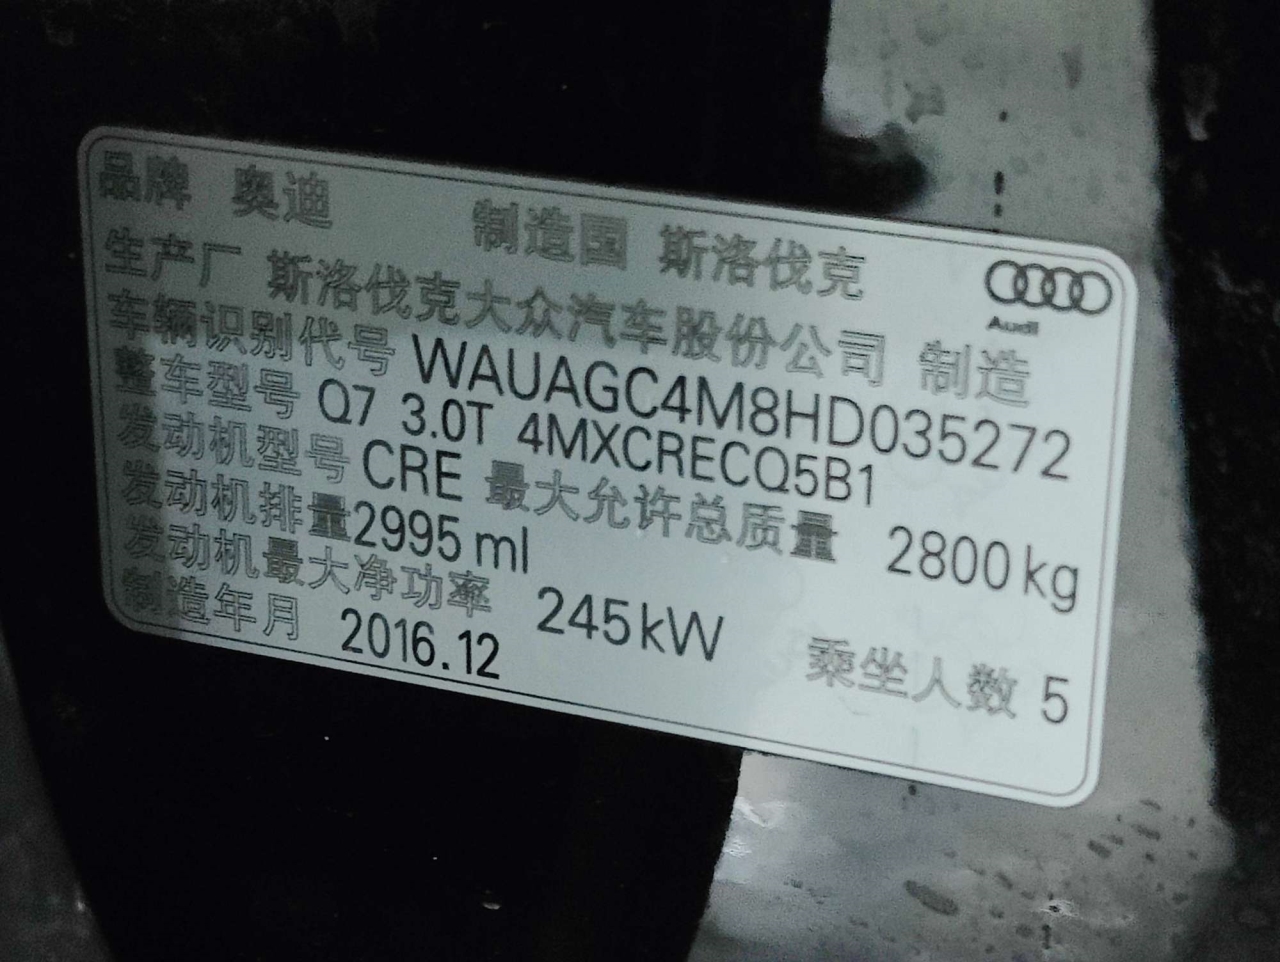 品牌 奥迪 制造国 斯洛伐克
Audi
生产厂 斯洛伐克大众汽车股份公司 制造
车辆识别代号 WAUAGC4M8HD035272
整车型号 Q7 3.0T 4MXCRECQ5B1
发动机型号 CRE 最大允许总质量 2800kg
发动机排量2995ml
发动机最大净功率 245kW 乘坐人数 5
制造年月 2016.12